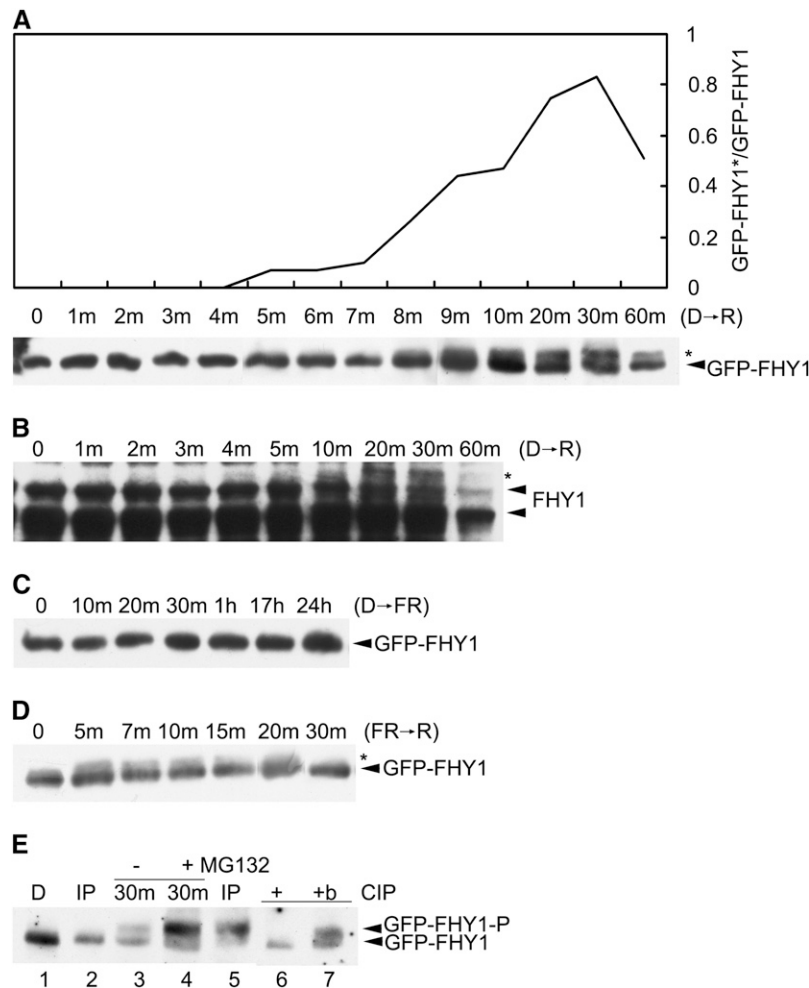 A
1
0.8
0.6
0.4
0.2
0
GFP-FHY1*/GFP-FHY1
0 1m 2m 3m 4m 5m 6m 7m 8m 9m 10m 20m 30m 60m (D→R)
*
GFP-FHY1
B
0 1m 2m 3m 4m 5m 10m 20m 30m 60m (D→R)
*
FHY1
C
0 10m 20m 30m 1h 17h 24h (D→FR)
GFP-FHY1
D
0 5m 7m 10m 15m 20m 30m (FR→R)
*
GFP-FHY1
E
- + MG132
D IP 30m 30m IP + +b CIP
GFP-FHY1-P
GFP-FHY1
1 2 3 4 5 6 7